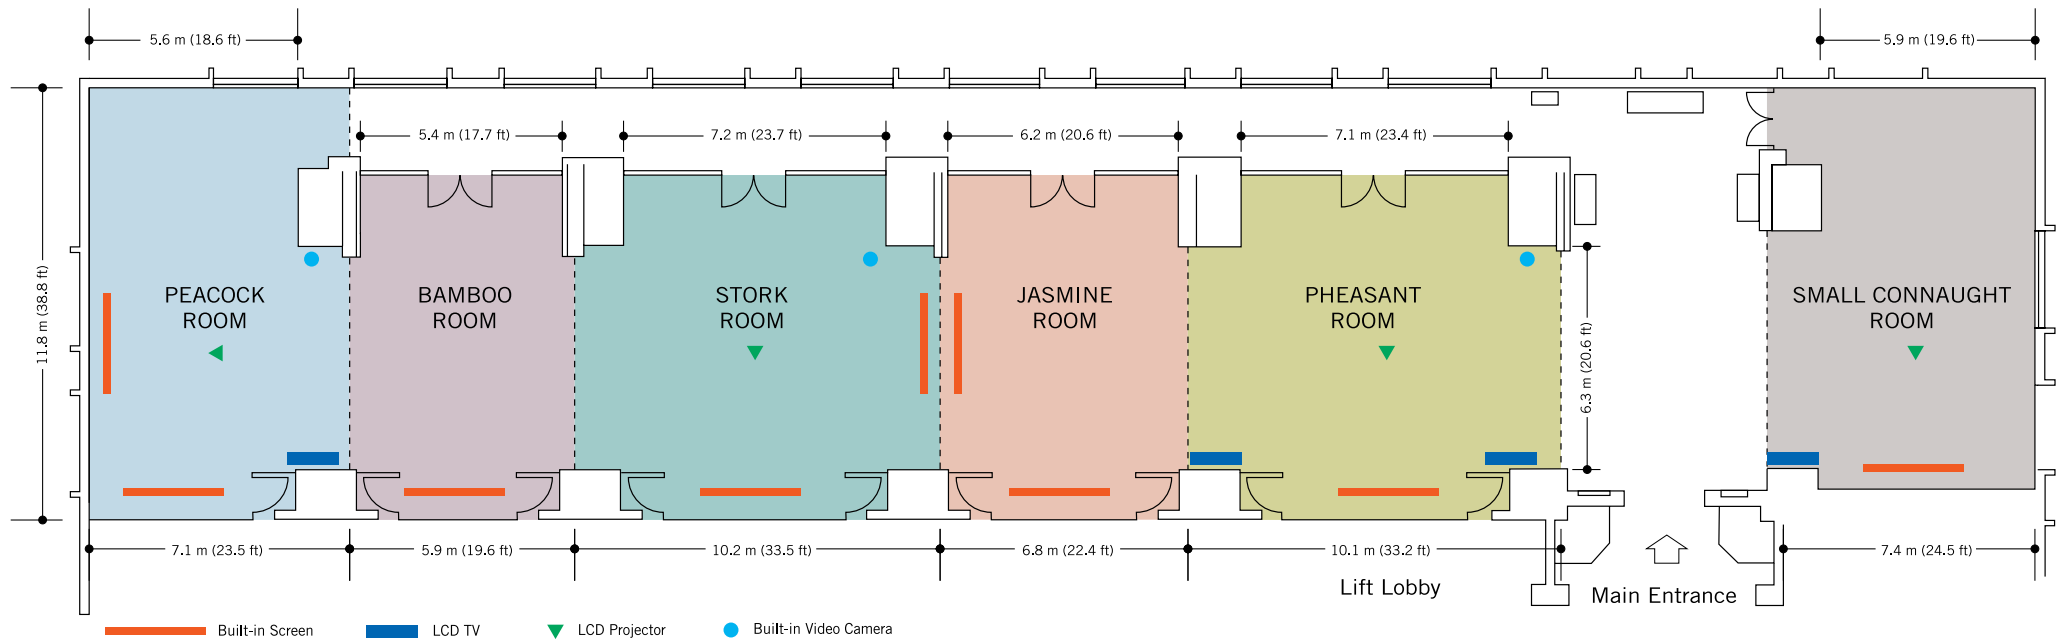 5.6 m (18.6 ft)
5.9 m (19.6 ft)
5.4 m (17.7 ft)
7.2 m (23.7 ft)
6.2 m (20.6 ft)
7.1 m (23.4 ft)
11.8 m (38.8 ft)
PEACOCK
ROOM
BAMBOO
ROOM
STORK
ROOM
JASMINE
ROOM
PHEASANT
ROOM
6.3 m (20.6 ft)
SMALL CONNAUGHT
ROOM
7.1 m (23.5 ft)
5.9 m (19.6 ft)
10.2 m (33.5 ft)
6.8 m (22.4 ft)
10.1 m (33.2 ft)
7.4 m (24.5 ft)
Lift Lobby
Main Entrance
Built-in Screen
LCD TV
LCD Projector
Built-in Video Camera